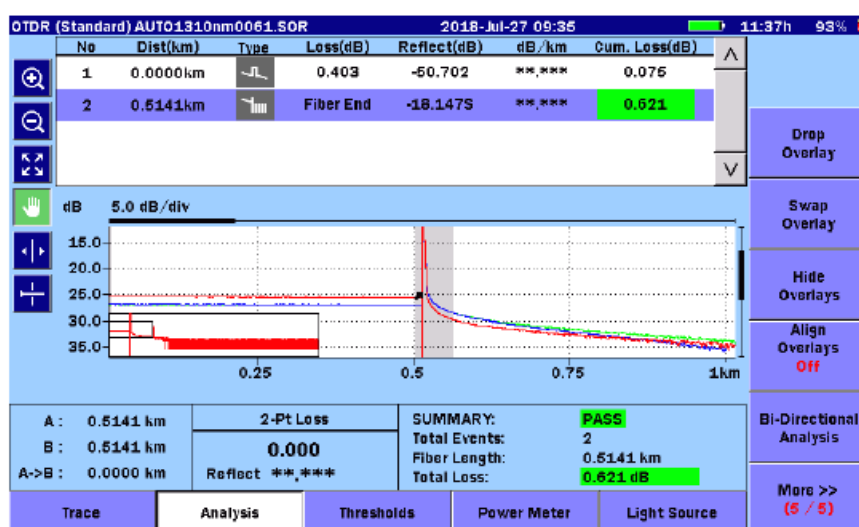 OTDR (Standard) AUTO1310nm0061.SOR 2018-Jul-27 09:35 11:37h 93%
No Dist(km) Type Loss(dB) Reflect(dB) dB/km Cum. Loss(dB)
1 0.0000km 0.403 -50.702 **.*** 0.075
2 0.5141km Fiber End -18.147S **.*** 0.621
Drop
Overlay
Swap
Overlay
Hide
Overlays
Align
Overlays
Off
Bi-Directional
Analysis
More >>
(5 / 5)
dB 5.0 dB/div
15.0
20.0
25.0
30.0
35.0
0.25 0.5 0.75 1km
A : 0.5141 km
B : 0.5141 km
A->B : 0.0000 km
2-Pt Loss
0.000
Reflect **.***
SUMMARY: PASS
Total Events: 2
Fiber Length: 0.5141 km
Total Loss: 0.621 dB
Trace Analysis Thresholds Power Meter Light Source